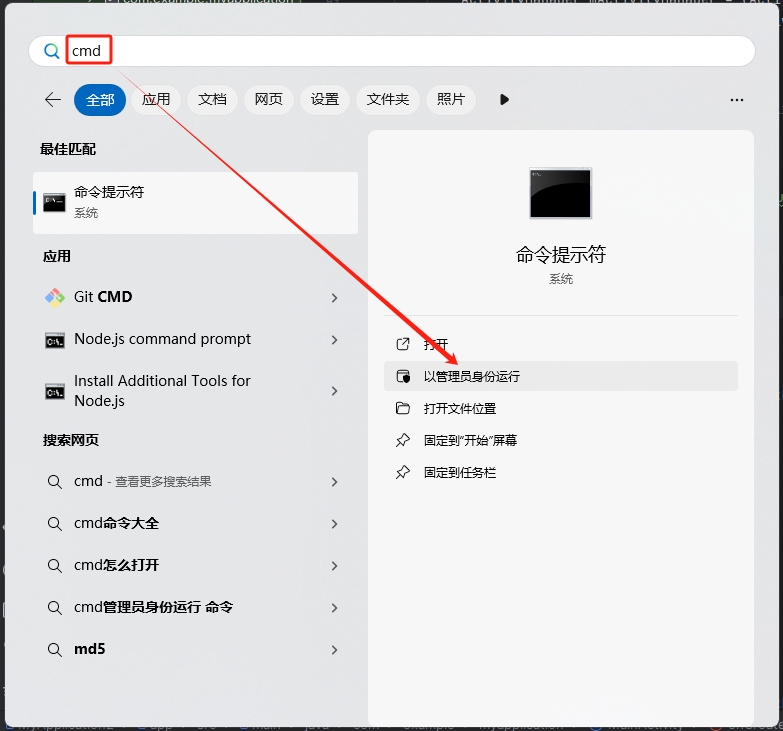 com.example.myapplication
cmd
全部 应用 文档 网页 设置 文件夹 照片
最佳匹配
命令提示符
系统
应用
Git CMD
Node.js command prompt
Install Additional Tools for
Node.js
搜索网页
cmd - 查看更多搜索结果
cmd命令大全
cmd怎么打开
cmd管理员身份运行 命令
md5
命令提示符
系统
打开
以管理员身份运行
打开文件位置
固定到"开始"屏幕
固定到任务栏